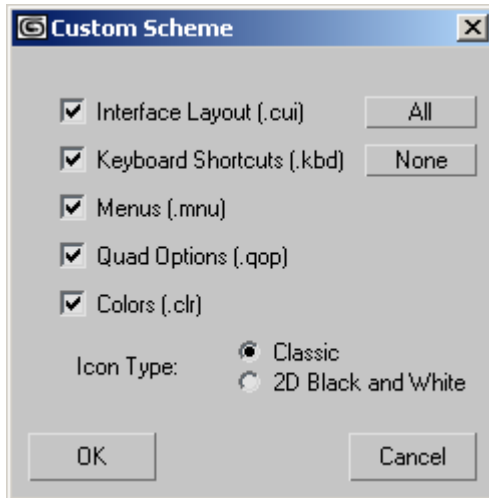 Custom Scheme
Interface Layout (.cui) All
Keyboard Shortcuts (.kbd) None
Menus (.mnu)
Quad Options (.qop)
Colors (.clr)
Icon Type: Classic
2D Black and White
OK Cancel